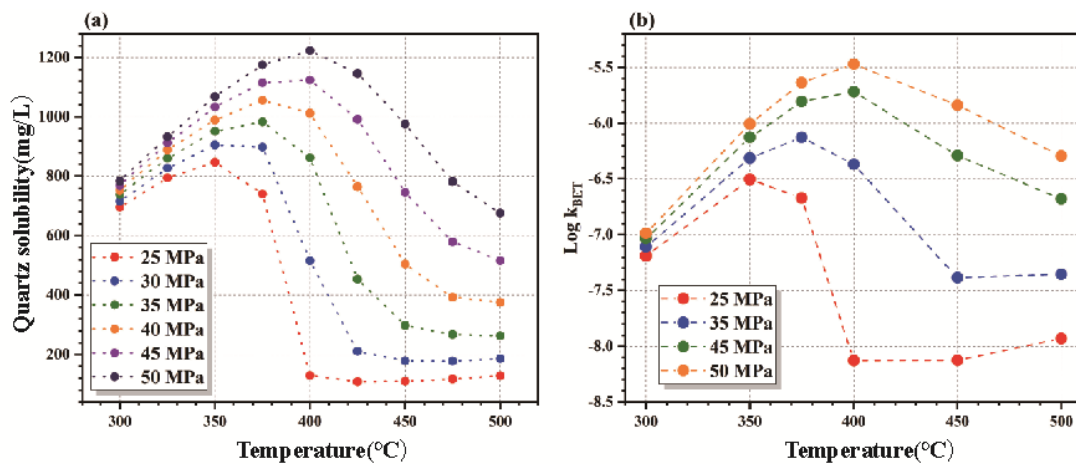 (a)
Quartz solubility(mg/L)
1200
1000
800
600
400
200
25 MPa
30 MPa
35 MPa
40 MPa
45 MPa
50 MPa
300 350 400 450 500
Temperature(°C)
(b)
Log kBET
-5.5
-6.0
-6.5
-7.0
-7.5
-8.0
-8.5
25 MPa
35 MPa
45 MPa
50 MPa
300 350 400 450 500
Temperature(°C)